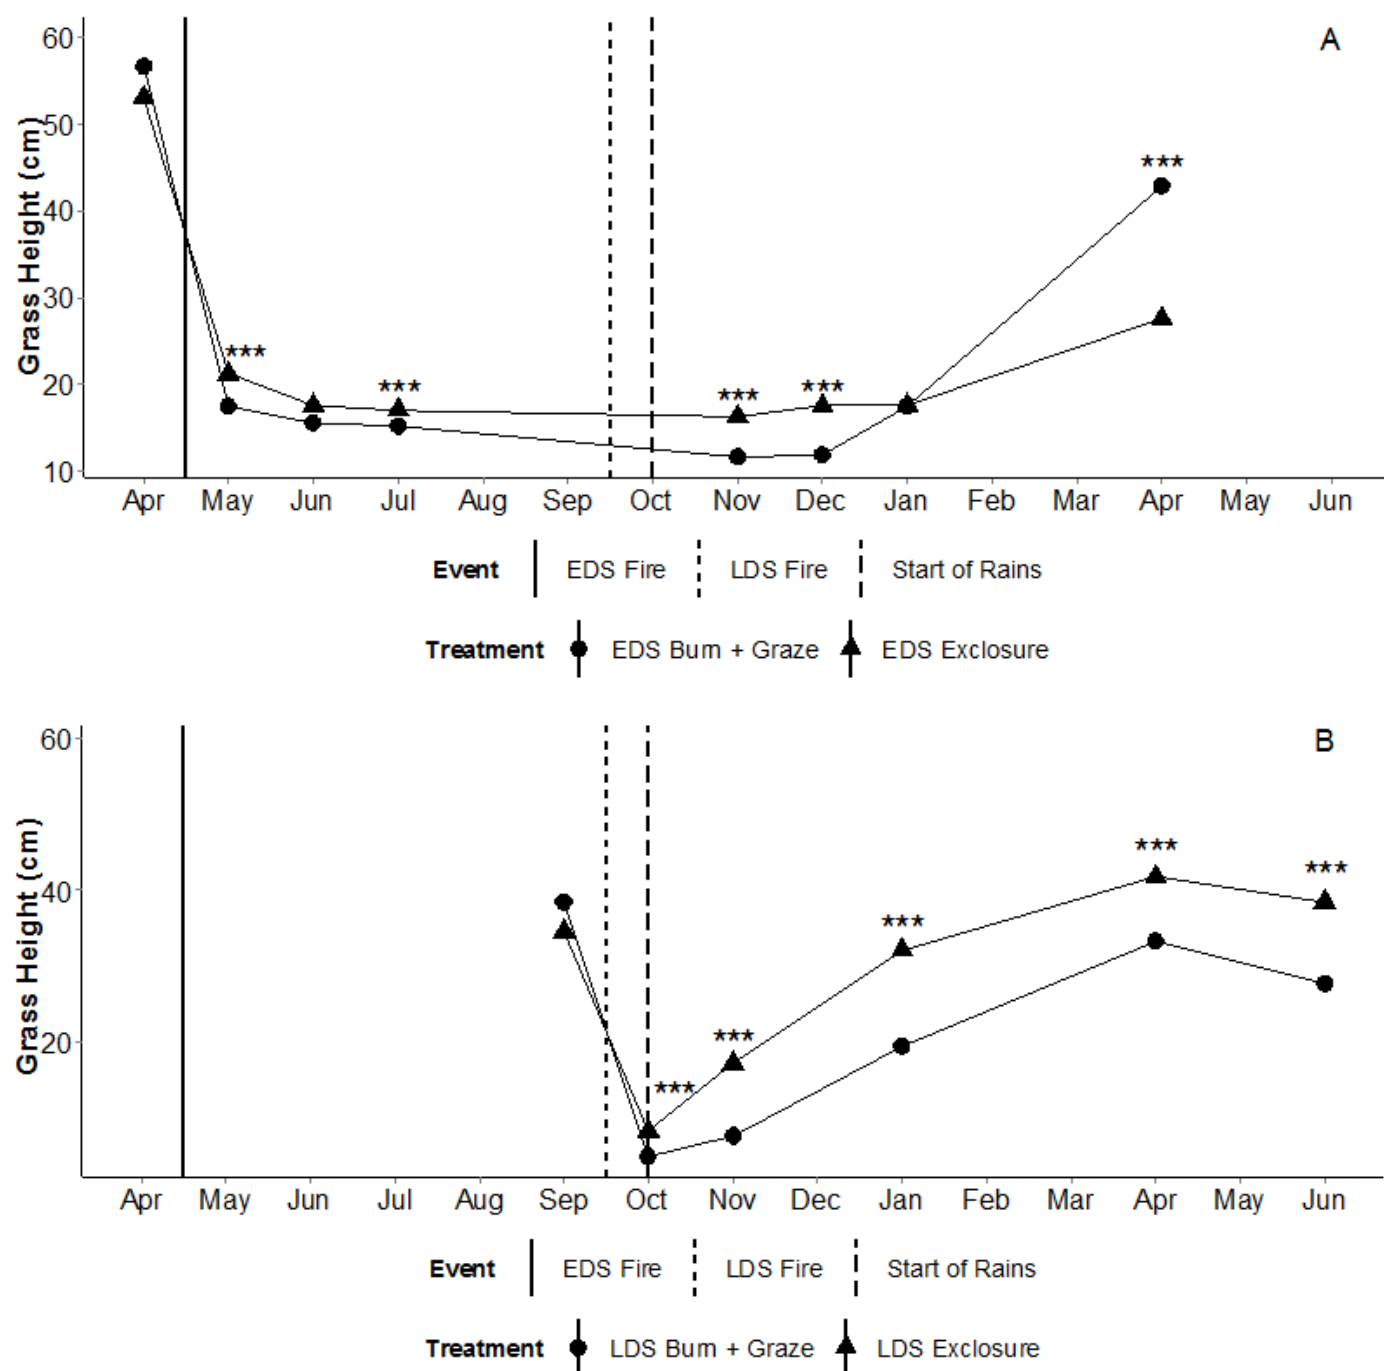 A
Grass Height (cm)
60
50
40
30
20
10
***
***
***
***
***
Apr May Jun Jul Aug Sep Oct Nov Dec Jan Feb Mar Apr May Jun
Event EDS Fire LDS Fire Start of Rains
Treatment EDS Burn + Graze EDS Exclosure
B
Grass Height (cm)
60
40
20
***
***
***
***
***
Apr May Jun Jul Aug Sep Oct Nov Dec Jan Feb Mar Apr May Jun
Event EDS Fire LDS Fire Start of Rains
Treatment LDS Burn + Graze LDS Exclosure